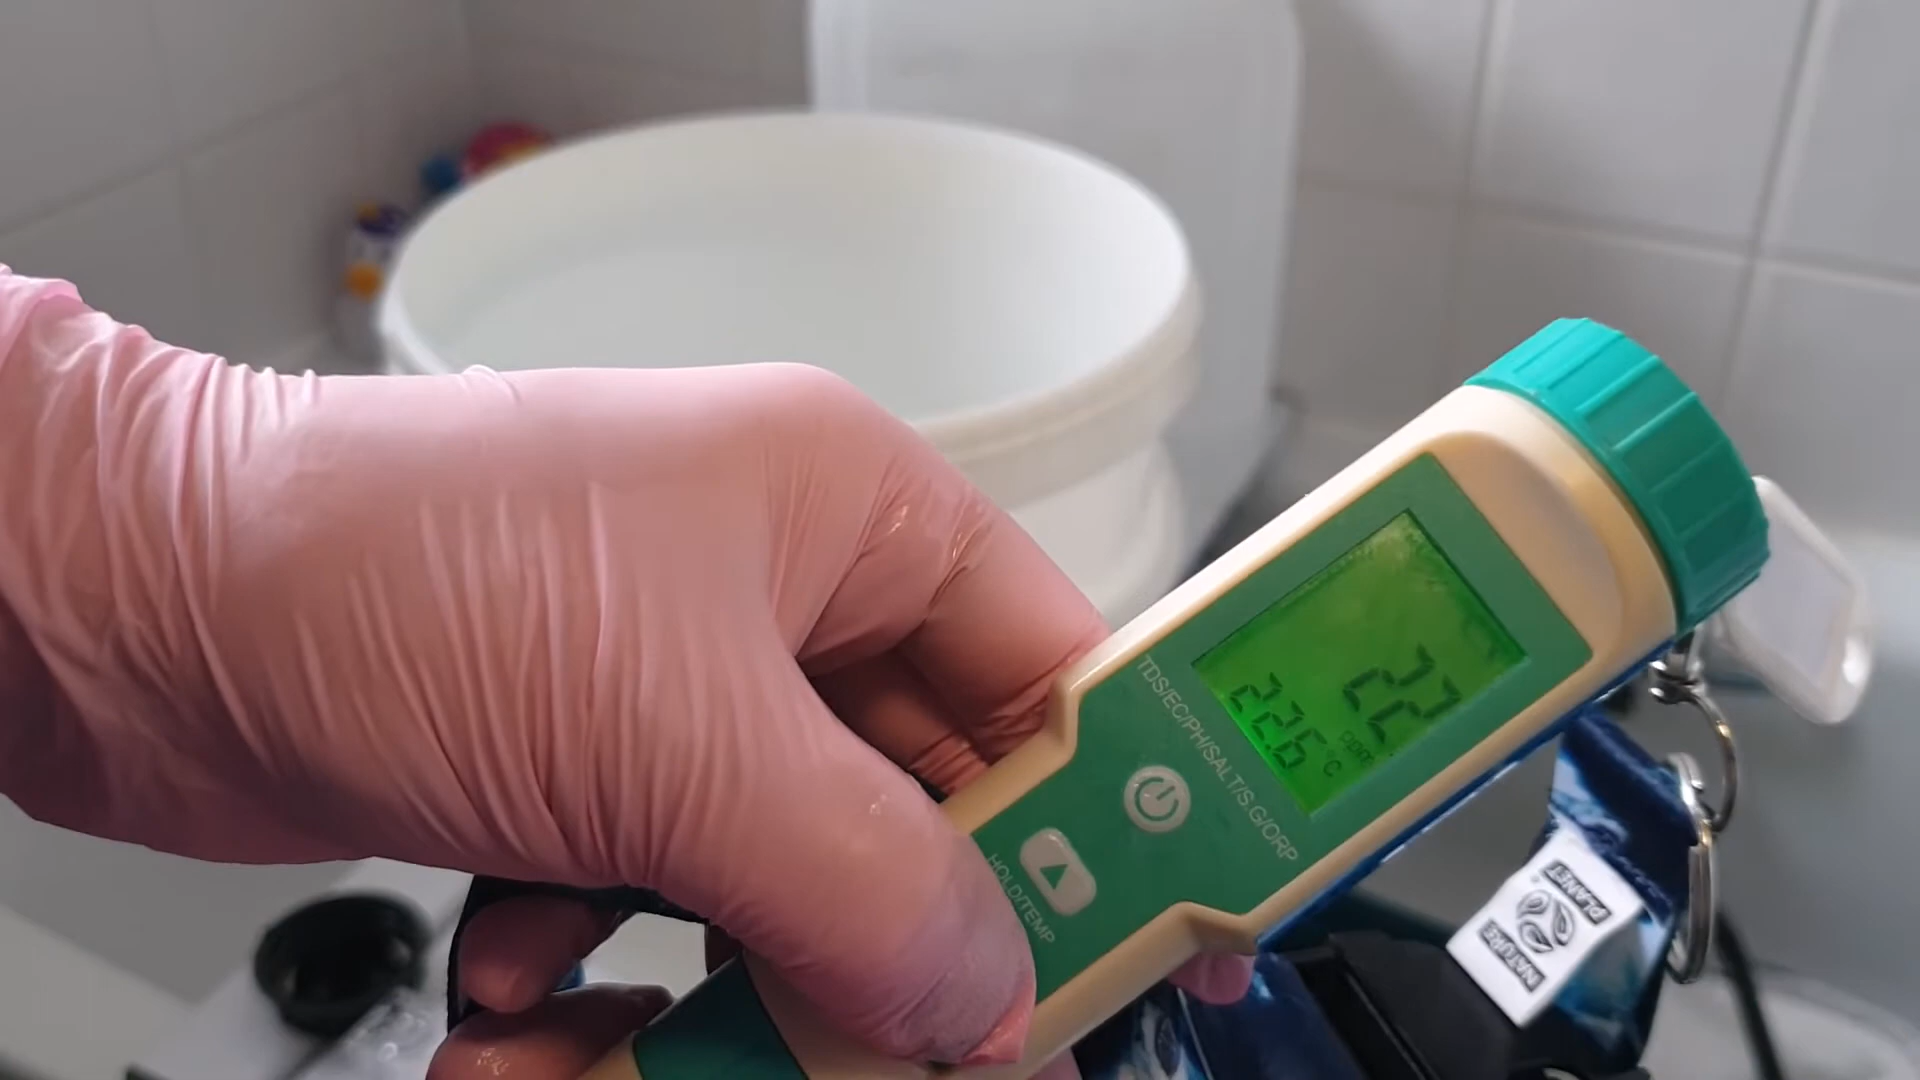 22
ppm
22.6 °C
TDS/EC/PH/SALT/S.G/ORP
HOLD/TEMP
NATURE
PLANET